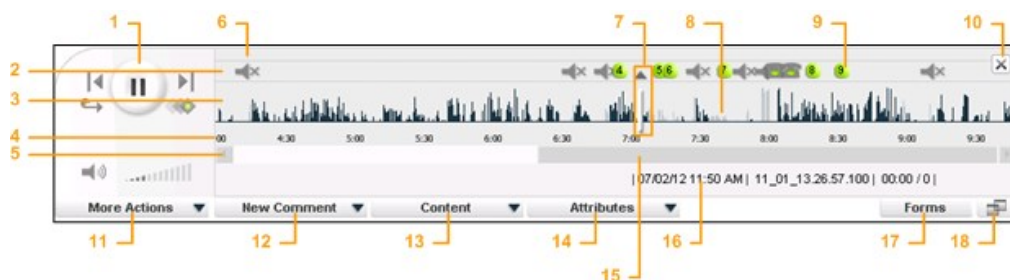 1 6 7 8 9 10
2
4 5 6 7 8 9
3
4 :00 4:30 5:00 5:30 6:00 6:30 7:00 7:30 8:00 8:30 9:00 9:30
5
| 07/02/12 11:50 AM | 11_01_13.26.57.100 | 00:00 / 0 |
More Actions New Comment Content Attributes Forms
11 12 13 14 16 17 18
15